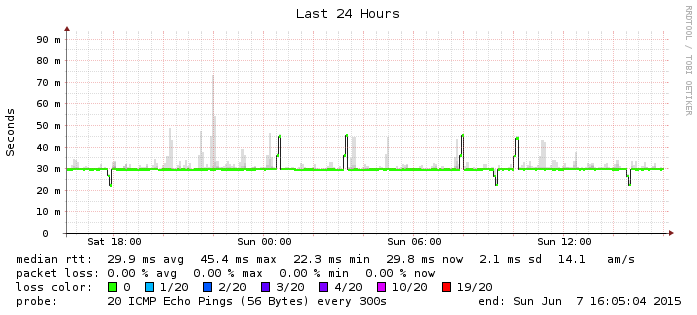 Last 24 Hours
RRDTOOL / TOBI OETIKER
Seconds
90 m
80 m
70 m
60 m
50 m
40 m
30 m
20 m
10 m
0
Sat 18:00 Sun 00:00 Sun 06:00 Sun 12:00
median rtt: 29.9 ms avg 45.4 ms max 22.3 ms min 29.8 ms now 2.1 ms sd 14.1 am/s
packet loss: 0.00 % avg 0.00 % max 0.00 % min 0.00 % now
loss color: 0 1/20 2/20 3/20 4/20 10/20 19/20
probe: 20 ICMP Echo Pings (56 Bytes) every 300s end: Sun Jun 7 16:05:04 2015